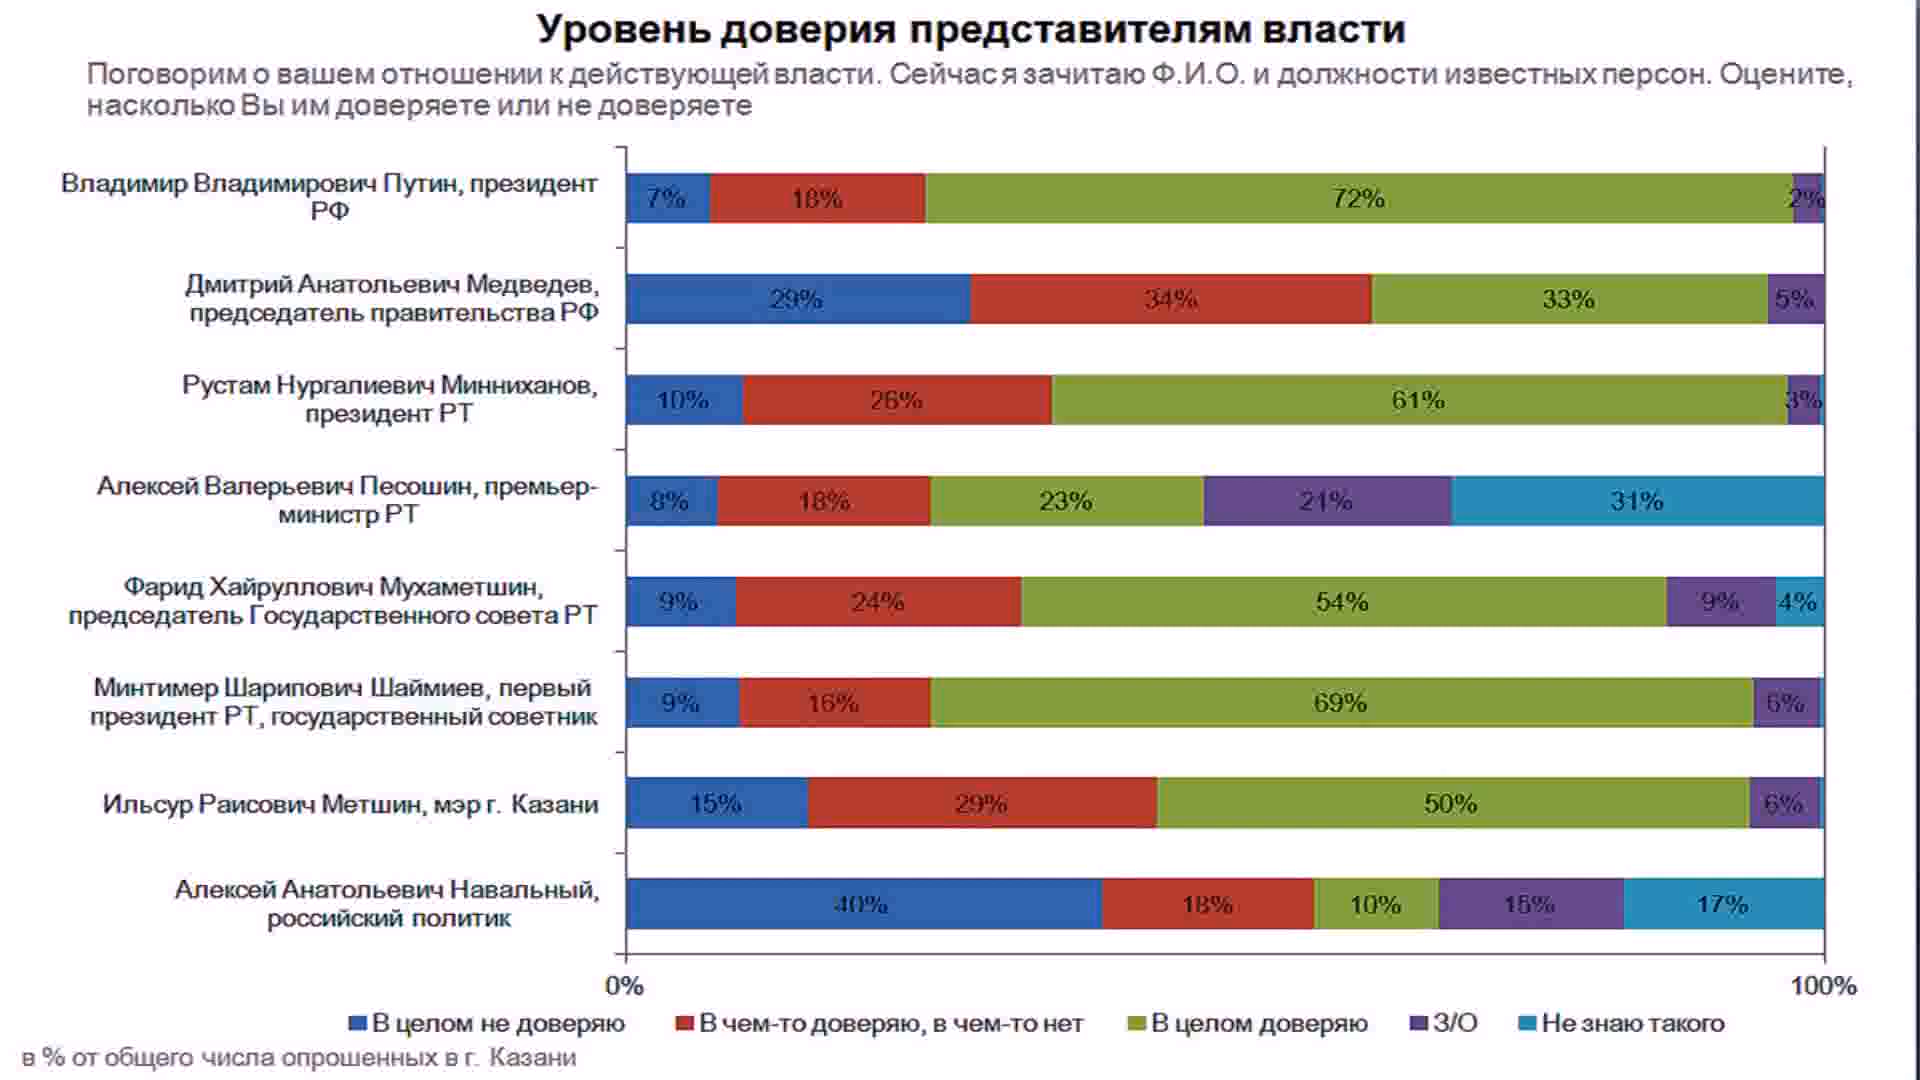 Уровень доверия представителям власти
Поговорим о вашем отношении к действующей власти. Сейчас я зачитаю Ф.И.О. и должности известных персон. Оцените,
насколько Вы им доверяете или не доверяете
Владимир Владимирович Путин, президент
РФ
7% 18% 72% 2%
Дмитрий Анатольевич Медведев,
председатель правительства РФ
29% 34% 33% 5%
Рустам Нургалиевич Минниханов,
президент РТ
10% 26% 61% 3%
Алексей Валерьевич Песошин, премьер-
министр РТ
8% 18% 23% 21% 31%
Фарид Хайруллович Мухаметшин,
председатель Государственного совета РТ
9% 24% 54% 9% 4%
Минтимер Шарипович Шаймиев, первый
президент РТ, государственный советник
9% 16% 69% 6%
Ильсур Раисович Метшин, мэр г. Казани
15% 29% 50% 6%
Алексей Анатольевич Навальный,
российский политик
40% 18% 10% 15% 17%
0% 100%
В целом не доверяю В чем-то доверяю, в чем-то нет В целом доверяю З/О Не знаю такого
в % от общего числа опрошенных в г. Казани